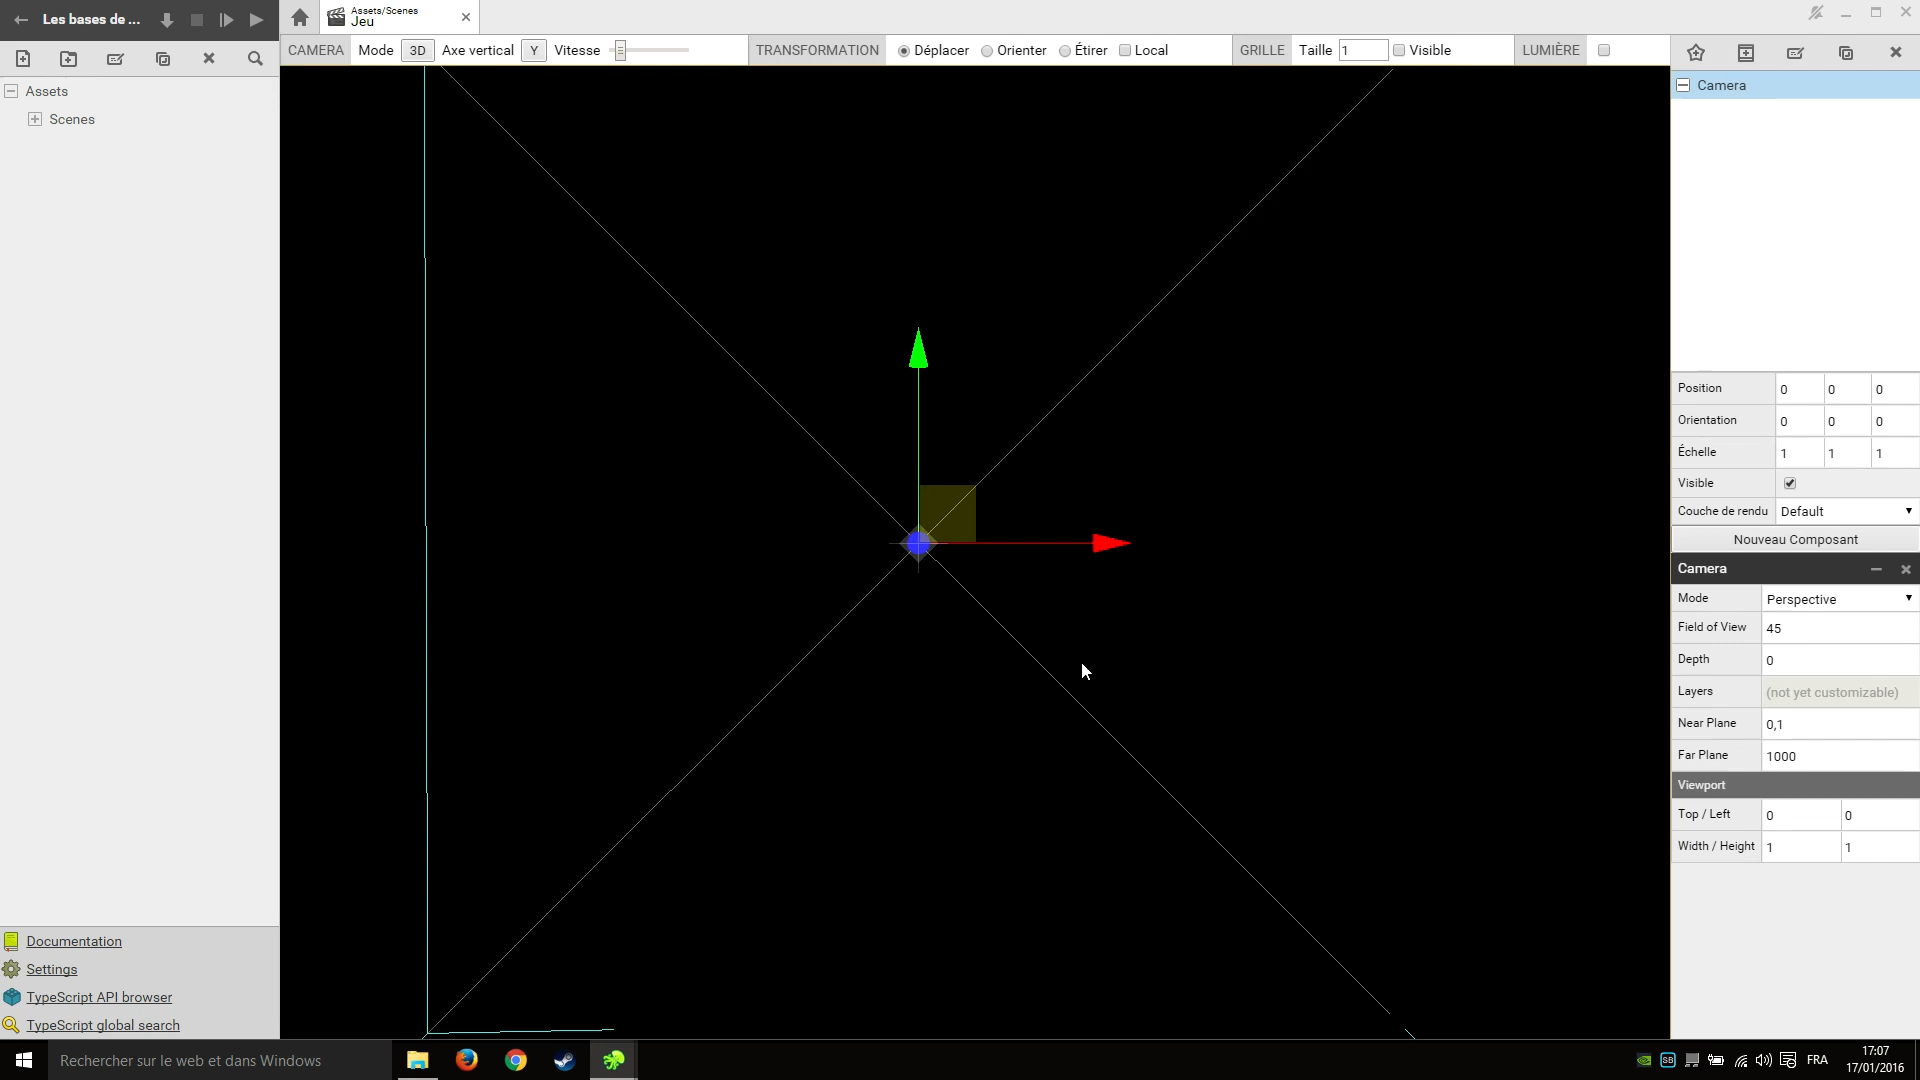 Les bases de ...
Assets/Scenes
Jeu
CAMERA Mode 3D Axe vertical Y Vitesse TRANSFORMATION Déplacer Orienter Étirer Local GRILLE Taille 1 Visible LUMIÈRE
Assets
Scenes
Camera
Position 0 0 0
Orientation 0 0 0
Échelle 1 1 1
Visible
Couche de rendu Default
Nouveau Composant
Camera
Mode Perspective
Field of View 45
Depth 0
Layers (not yet customizable)
Near Plane 0,1
Far Plane 1000
Viewport
Top / Left 0 0
Width / Height 1 1
Documentation
Settings
TypeScript API browser
TypeScript global search
Rechercher sur le web et dans Windows
SB
FRA
17:07
17/01/2016